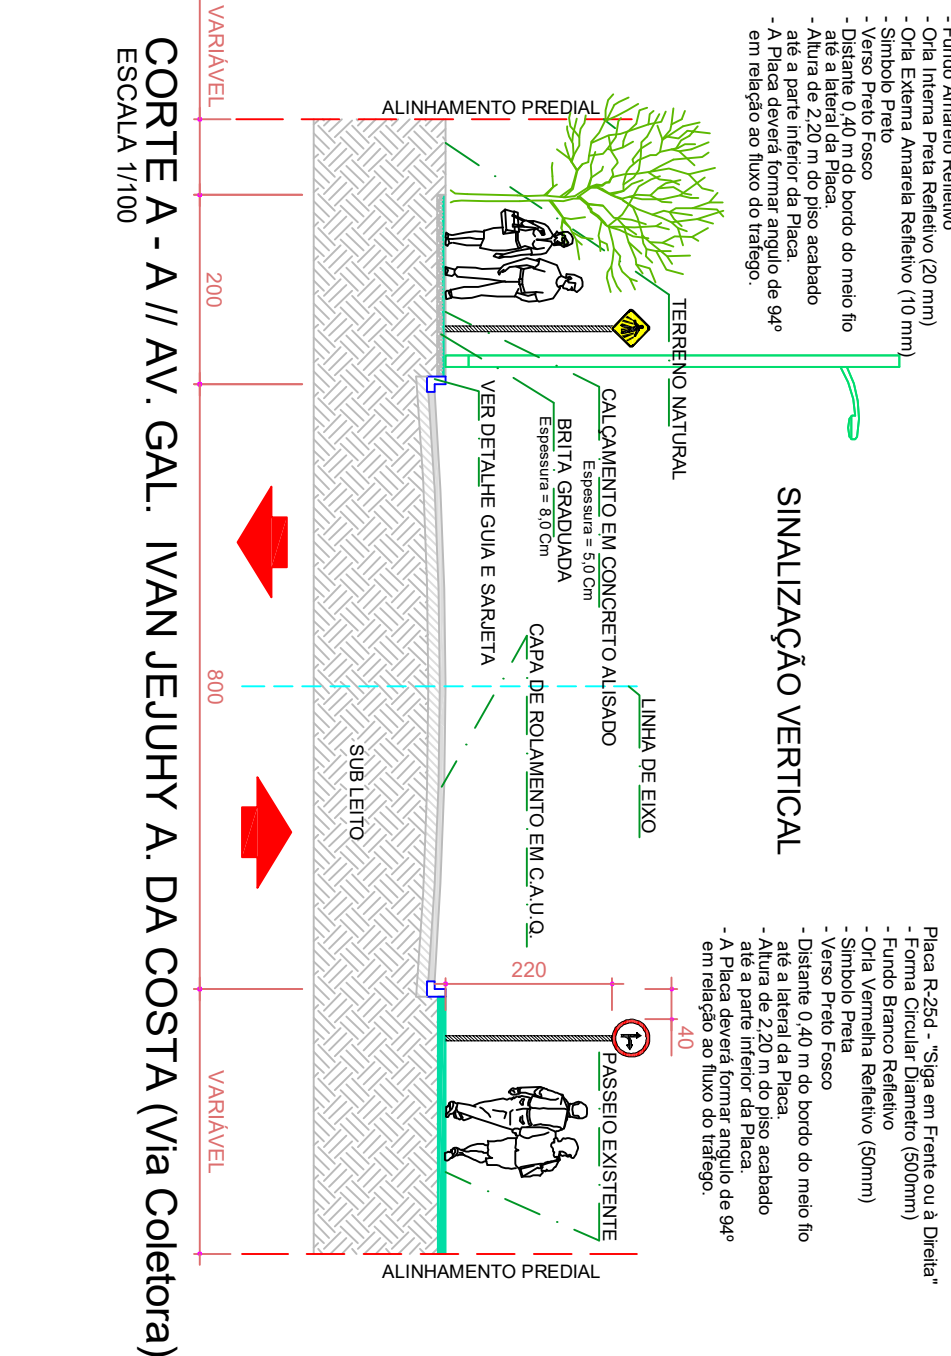 - Fundo Amarelo Refletivo
- Orla Interna Preta Refletivo (20 mm)
- Orla Externa Amarela Refletivo (10 mm)
- Simbolo Preto
- Verso Preto Fosco
- Distante 0,40 m do bordo do meio fio
até a lateral da Placa.
- Altura de 2,20 m do piso acabado
até a parte inferior da Placa.
- A Placa deverá formar angulo de 94º
em relação ao fluxo do trafego.
Placa R-25d - "Siga em Frente ou à Direita"
- Forma Circular Diametro (500mm)
- Fundo Branco Refletivo
- Orla Vermelha Refletivo (50mm)
- Simbolo Preta
- Verso Preto Fosco
- Distante 0,40 m do bordo do meio fio
até a lateral da Placa.
- Altura de 2,20 m do piso acabado
até a parte inferior da Placa.
- A Placa deverá formar angulo de 94º
em relação ao fluxo do trafego.
SINALIZAÇÃO VERTICAL
TERRENO NATURAL
LINHA DE EIXO
CALÇAMENTO EM CONCRETO ALISADO
Espessura = 5,0 Cm
BRITA GRADUADA
Espessura = 8,0 Cm
CAPA DE ROLAMENTO EM C.A.U.Q.
VER DETALHE GUIA E SARJETA
PASSEIO EXISTENTE
40
220
ALINHAMENTO PREDIAL
ALINHAMENTO PREDIAL
SUB LEITO
VARIÁVEL
200
800
VARIÁVEL
CORTE A - A // AV. GAL. IVAN JEJUHY A. DA COSTA (Via Coletora)
ESCALA 1/100